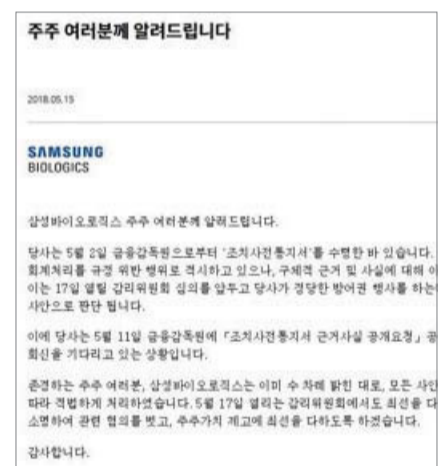 주주 여러분께 알려드립니다
2018.05.15
SAMSUNG
BIOLOGICS
삼성바이오로직스 주주 여러분께 알려드립니다.
당사는 5월 2일 금융감독원으로부터 '조치사전통지서'를 수령한 바 있습니다.
회계처리를 규정 위반 행위로 적시하고 있으나, 구체적 근거 및 사실에 대해
이는 17일 열릴 감리위원회 심의를 앞두고 당사가 정당한 방어권 행사를 하는
사안으로 판단 됩니다.
이에 당사는 5월 11일 금융감독원에 「조치사전통지서 근거사실 공개요청」 공
회신을 기다리고 있는 상황입니다.
존경하는 주주 여러분, 삼성바이오로직스는 이미 수 차례 밝힌 대로, 모든 사안
따라 적법하게 처리하였습니다. 5월 17일 열리는 감리위원회에서도 최선을 다
소명하여 관련 혐의를 벗고, 주주가치 제고에 최선을 다하도록 하겠습니다.
감사합니다.